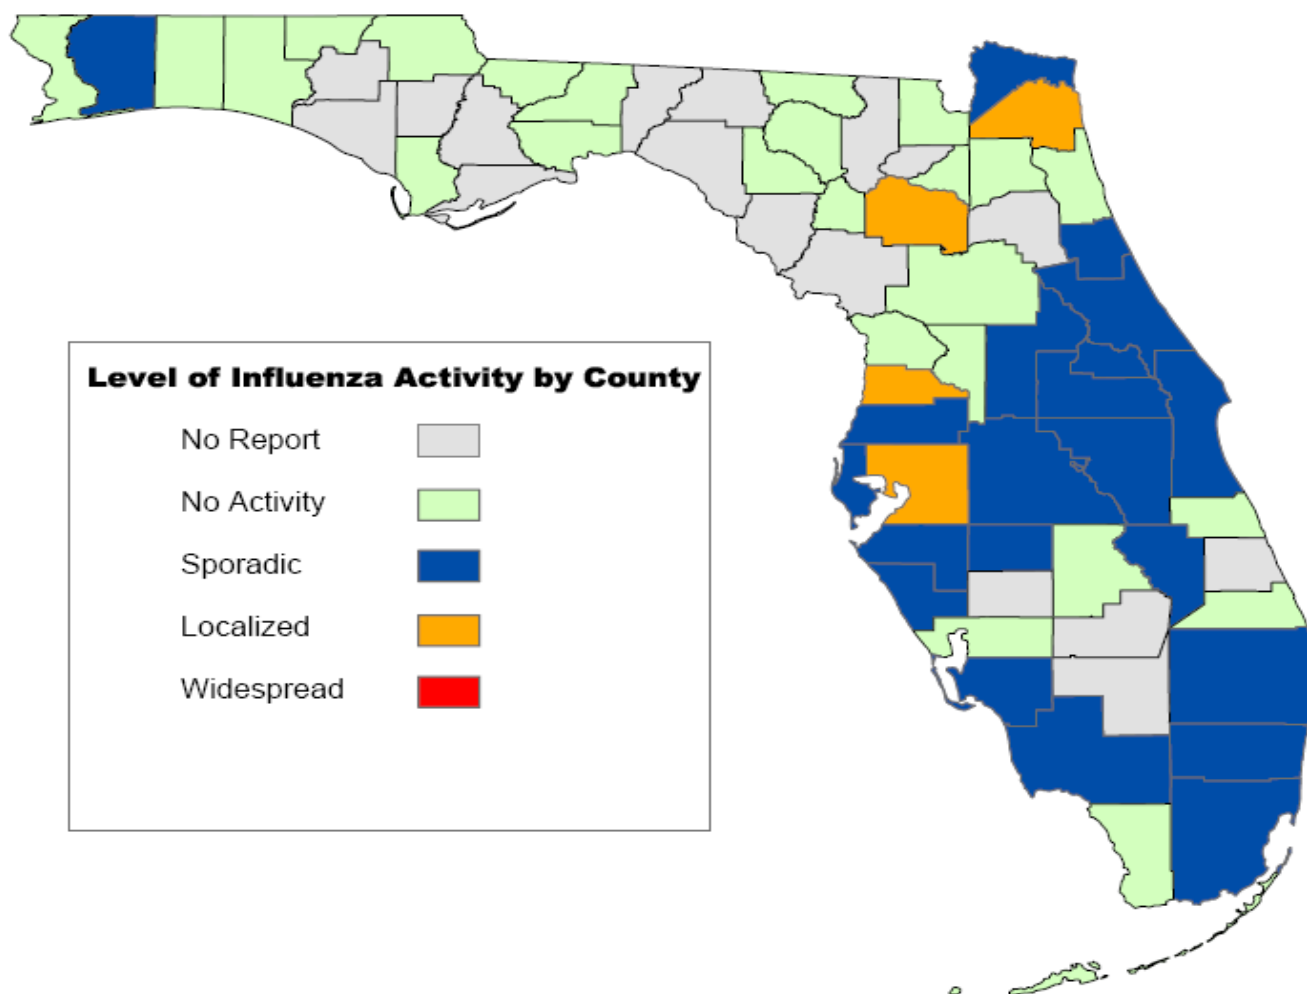 Level of Influenza Activity by County
No Report
No Activity
Sporadic
Localized
Widespread